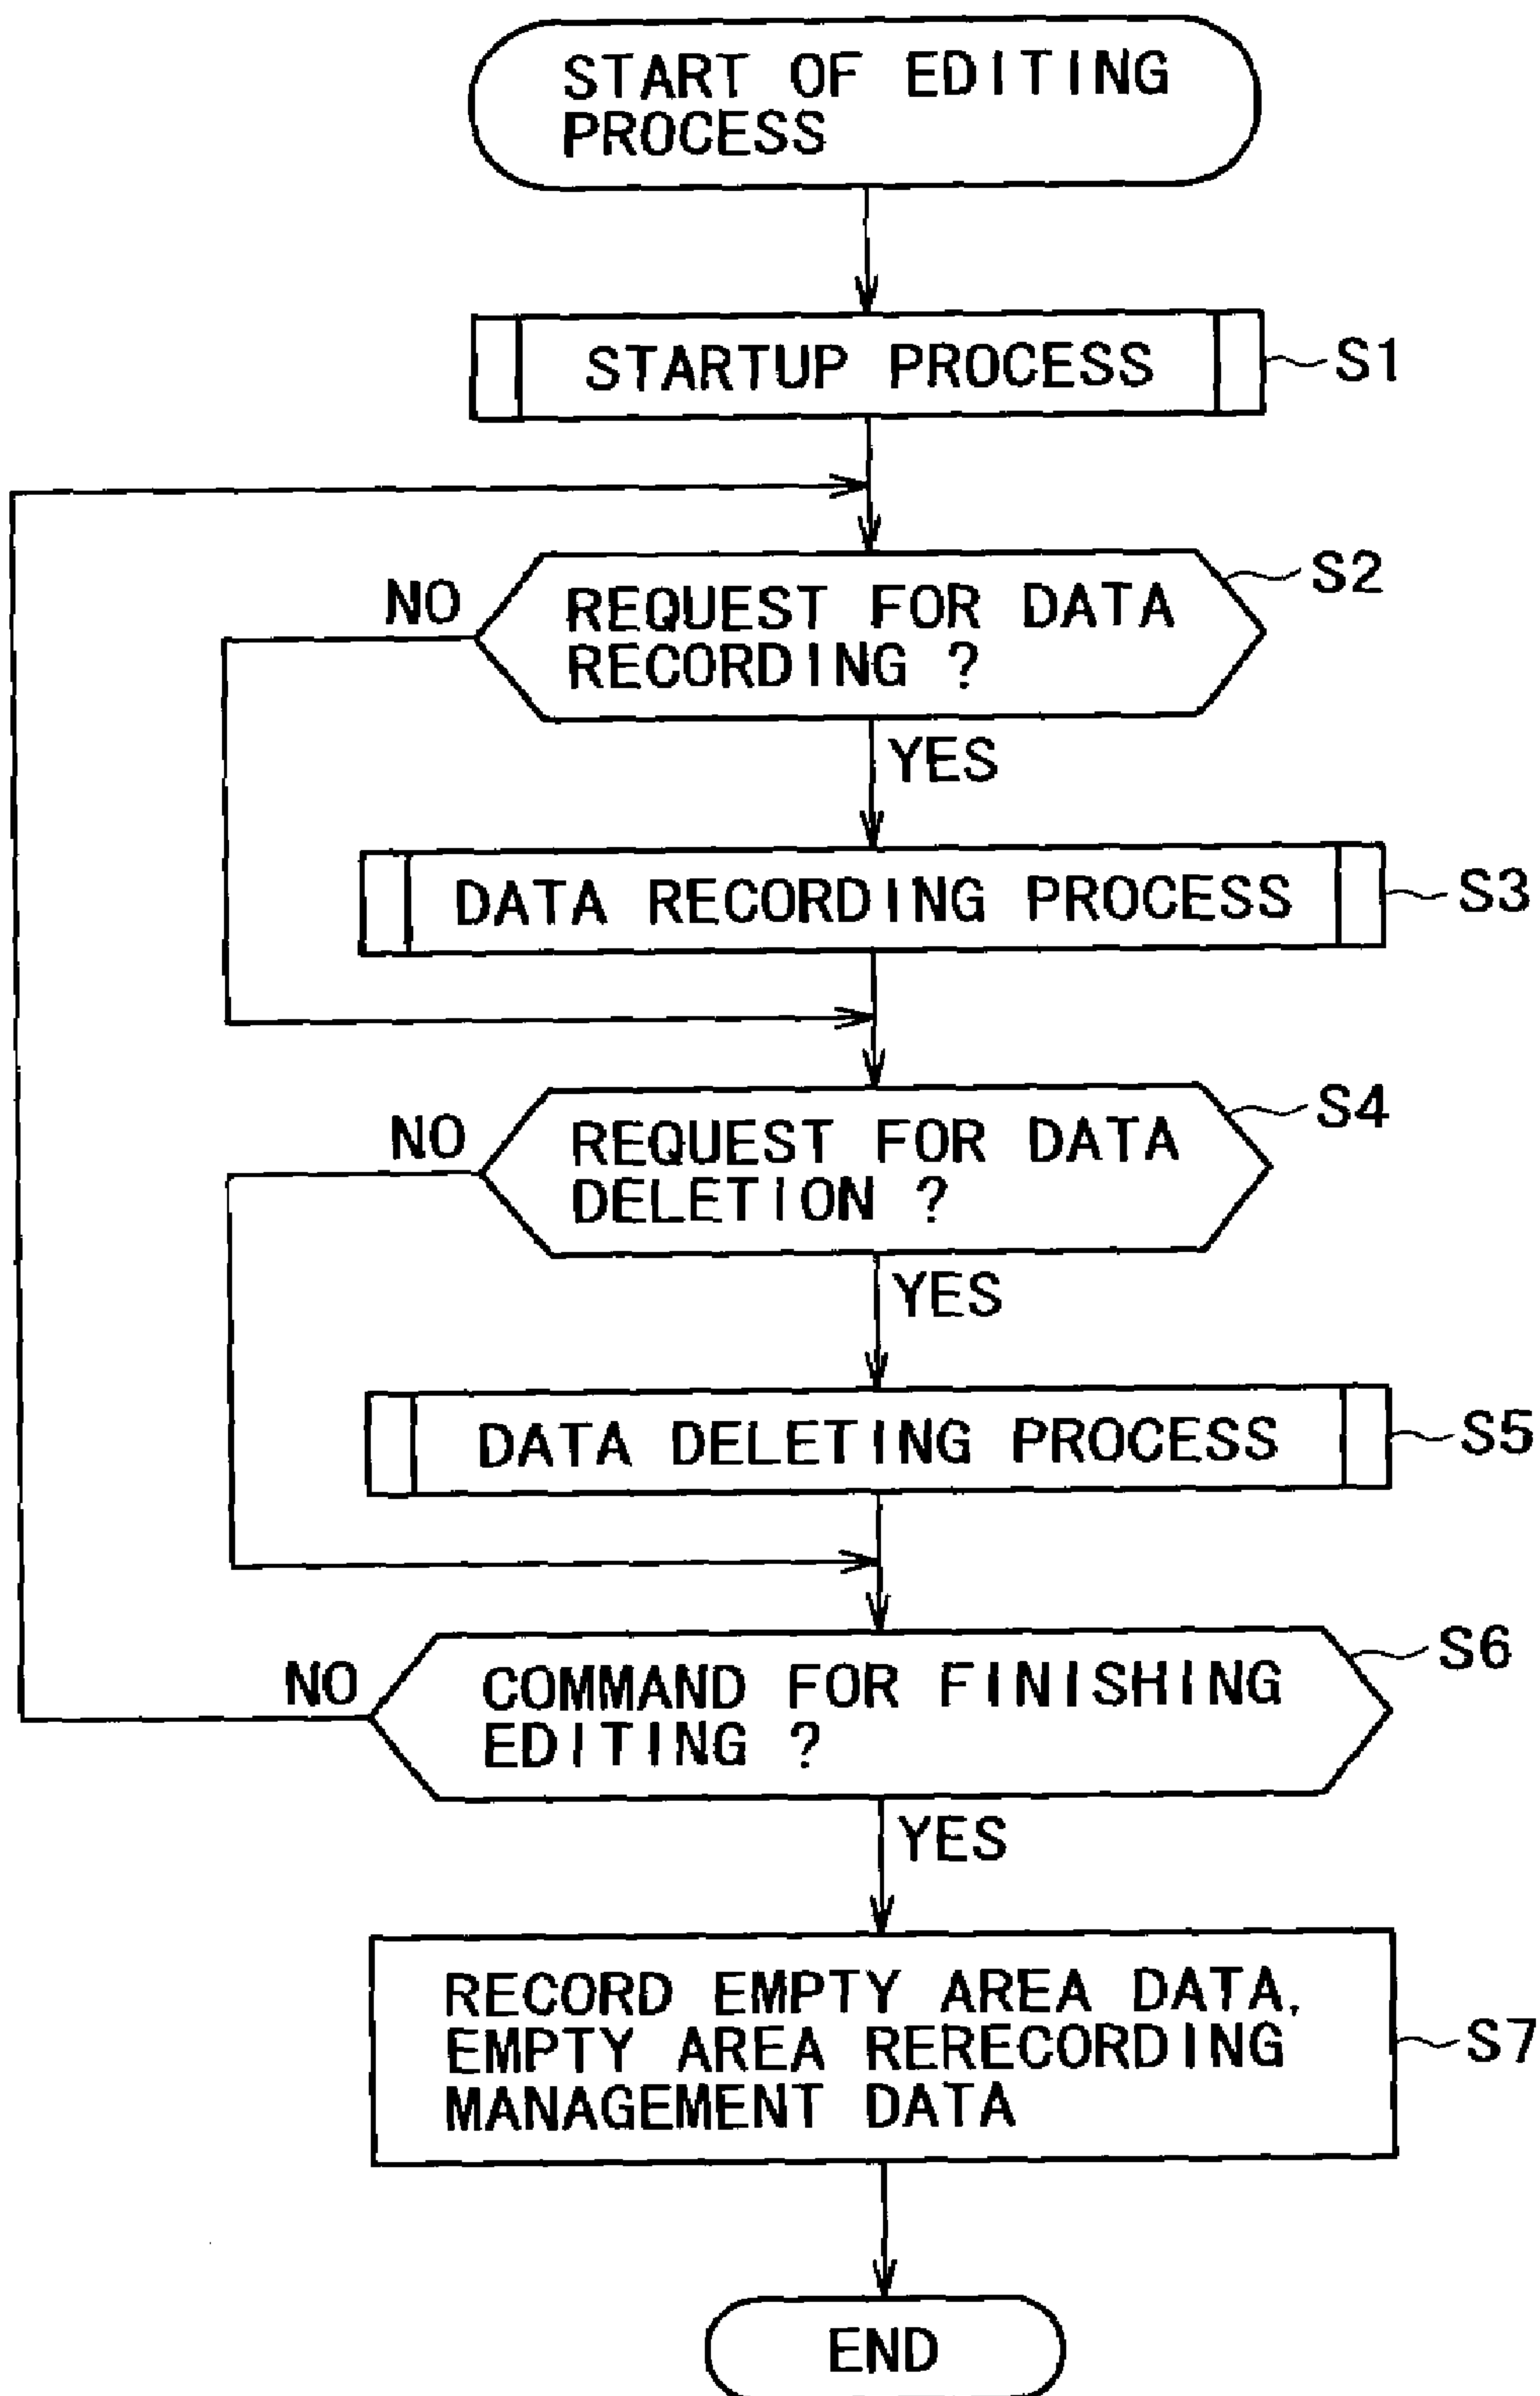 START OF EDITING
PROCESS
STARTUP PROCESS
S1
NO
REQUEST FOR DATA
RECORDING ?
S2
YES
DATA RECORDING PROCESS
S3
NO
REQUEST FOR DATA
DELETION ?
S4
YES
DATA DELETING PROCESS
S5
NO
COMMAND FOR FINISHING
EDITING ?
S6
YES
RECORD EMPTY AREA DATA,
EMPTY AREA RERECORDING
MANAGEMENT DATA
S7
END